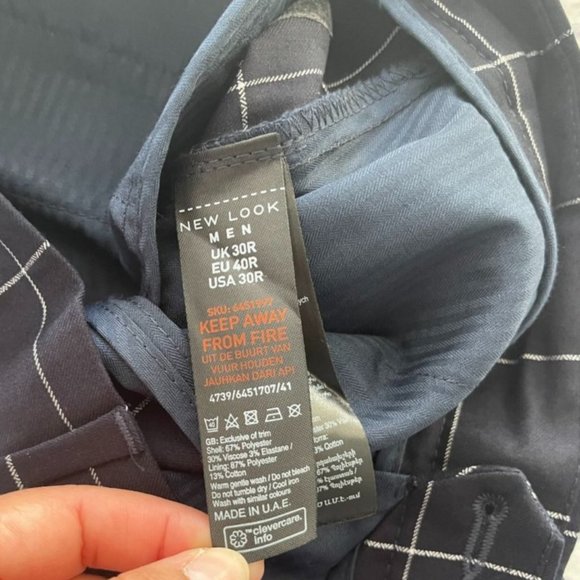 NEW LOOK
MEN
UK 30R
EU 40R
USA 30R
KEEP AWAY
FROM FIRE
UIT DE BUURT VAN
VUUR HOUDEN
JAUHKAN DARI API
4739/6451707/41
40
GB: Exclusive of trim
Shell: 67% Polyester
30% Viscose 3% Elastane /
Lining: 87% Polyester
13% Cotton
Warm gentle wash / Do not bleach
Do not tumble dry / Cool iron
Wash with similar colours
MADE IN U.A.E.
™clevercare.
info